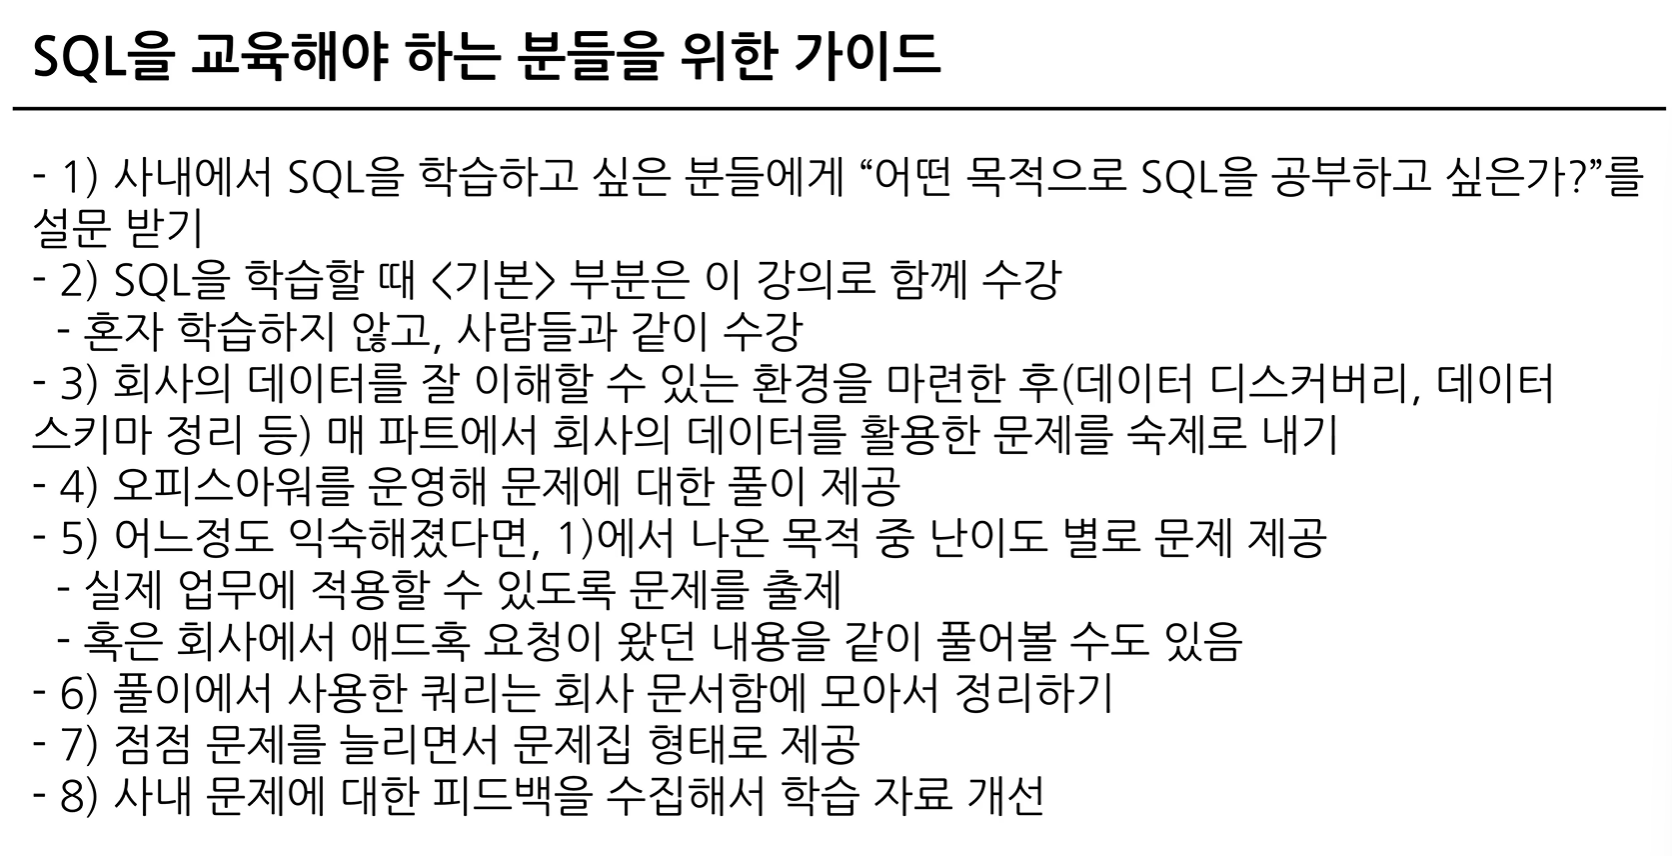 SQL을 교육해야 하는 분들을 위한 가이드
- 1) 사내에서 SQL을 학습하고 싶은 분들에게 “어떤 목적으로 SQL을 공부하고 싶은가?”를
설문 받기
- 2) SQL을 학습할 때 <기본> 부분은 이 강의로 함께 수강
- 혼자 학습하지 않고, 사람들과 같이 수강
- 3) 회사의 데이터를 잘 이해할 수 있는 환경을 마련한 후(데이터 디스커버리, 데이터
스키마 정리 등) 매 파트에서 회사의 데이터를 활용한 문제를 숙제로 내기
- 4) 오피스아워를 운영해 문제에 대한 풀이 제공
- 5) 어느정도 익숙해졌다면, 1)에서 나온 목적 중 난이도 별로 문제 제공
- 실제 업무에 적용할 수 있도록 문제를 출제
- 혹은 회사에서 애드혹 요청이 왔던 내용을 같이 풀어볼 수도 있음
- 6) 풀이에서 사용한 쿼리는 회사 문서함에 모아서 정리하기
- 7) 점점 문제를 늘리면서 문제집 형태로 제공
- 8) 사내 문제에 대한 피드백을 수집해서 학습 자료 개선